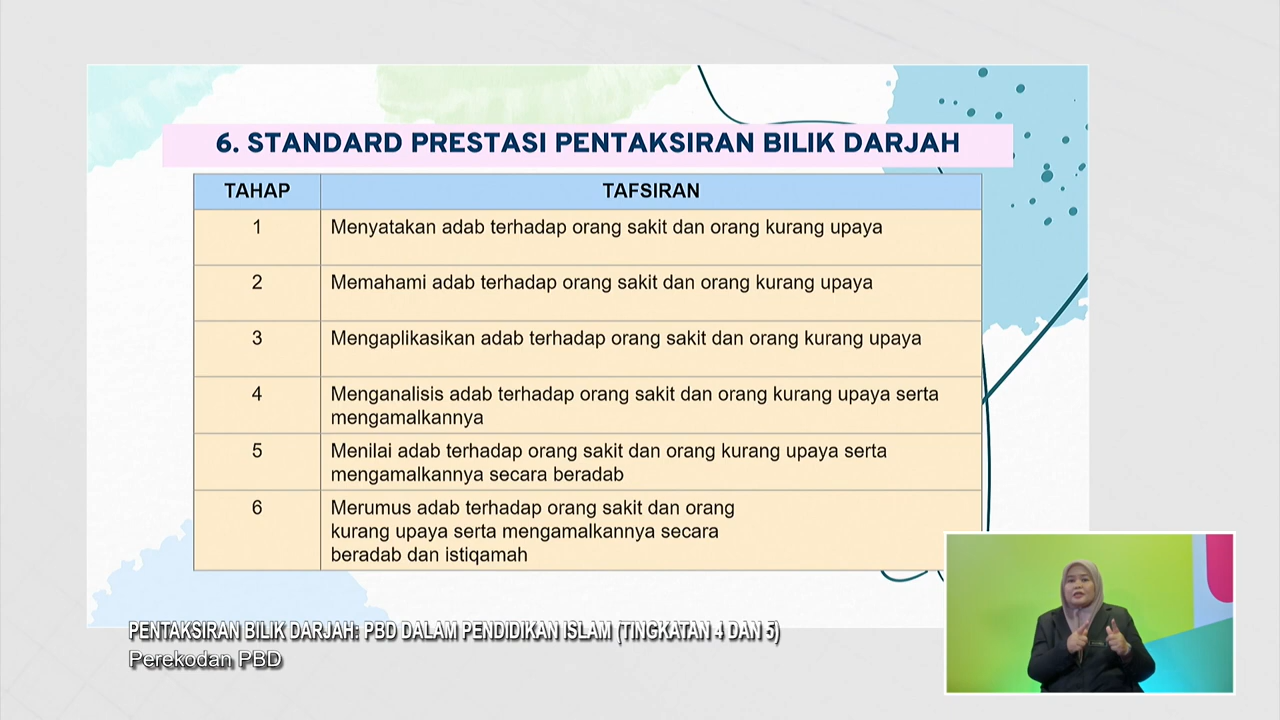 6. STANDARD PRESTASI PENTAKSIRAN BILIK DARJAH
TAHAP TAFSIRAN
1 Menyatakan adab terhadap orang sakit dan orang kurang upaya
2 Memahami adab terhadap orang sakit dan orang kurang upaya
3 Mengaplikasikan adab terhadap orang sakit dan orang kurang upaya
4 Menganalisis adab terhadap orang sakit dan orang kurang upaya serta
mengamalkannya
5 Menilai adab terhadap orang sakit dan orang kurang upaya serta
mengamalkannya secara beradab
6 Merumus adab terhadap orang sakit dan orang
kurang upaya serta mengamalkannya secara
beradab dan istiqamah
PENTAKSIRAN BILIK DARJAH: PBD DALAM PENDIDIKAN ISLAM (TINGKATAN 4 DAN 5)
Perekodan PBD